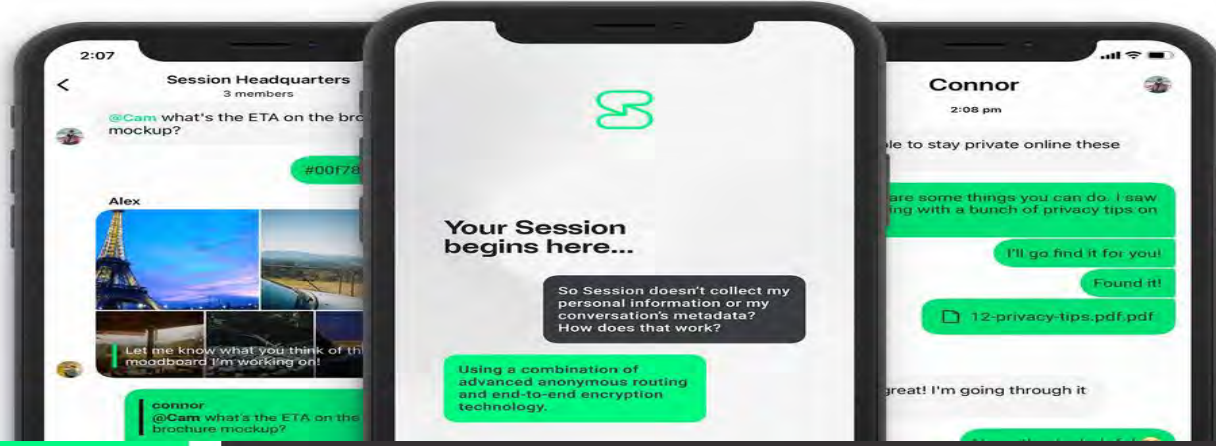 2:07
Session Headquarters
3 members
@Cam what's the ETA on the bro
mockup?
#00f78
Alex
Let me know what you think of th
moodboard I'm working on!
connor
@Cam what's the ETA on the
brochure mockup?
Your Session
begins here...
So Session doesn't collect my
personal information or my
conversation's metadata?
How does that work?
Using a combination of
advanced anonymous routing
and end-to-end encryption
technology.
Connor
2:08 pm
le to stay private online these
are some things you can do. I saw
ing with a bunch of privacy tips on
I'll go find it for you!
Found it!
12-privacy-tips.pdf.pdf
great! I'm going through it